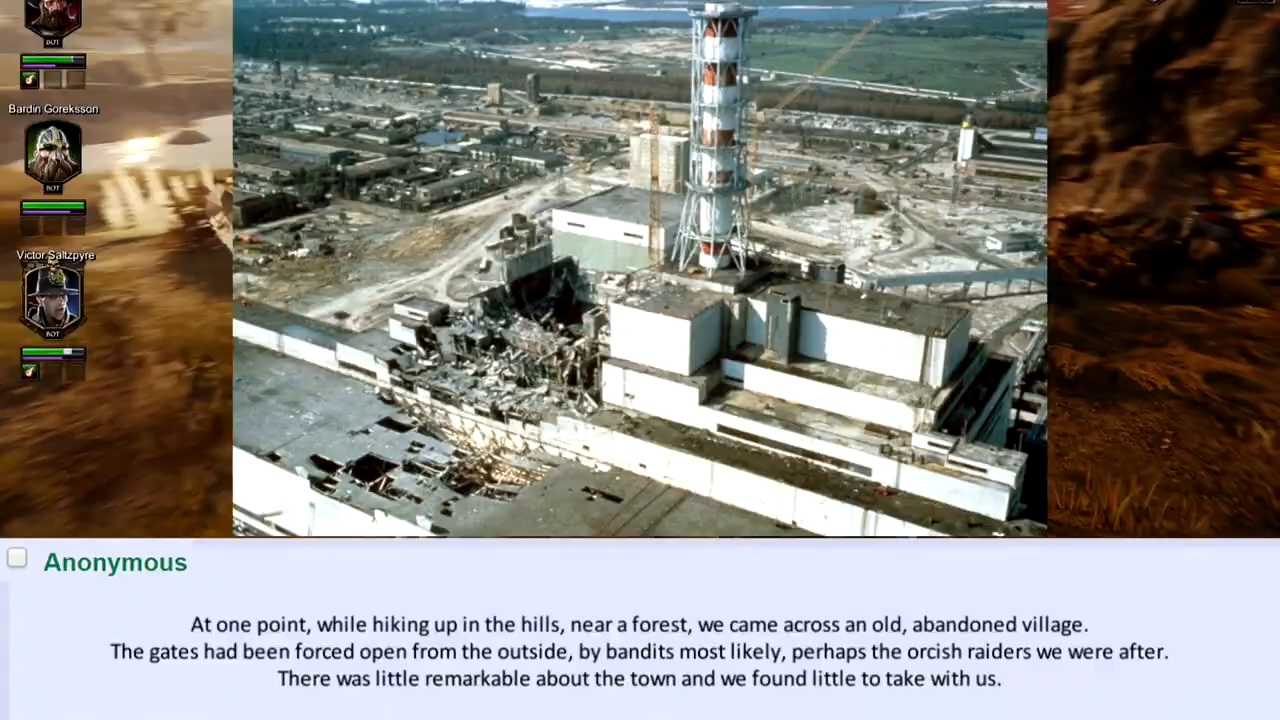 BOT
Bardin Goreksson
BOT
Victor Saltzpyre
BOT
Anonymous
At one point, while hiking up in the hills, near a forest, we came across an old, abandoned village.
The gates had been forced open from the outside, by bandits most likely, perhaps the orcish raiders we were after.
There was little remarkable about the town and we found little to take with us.